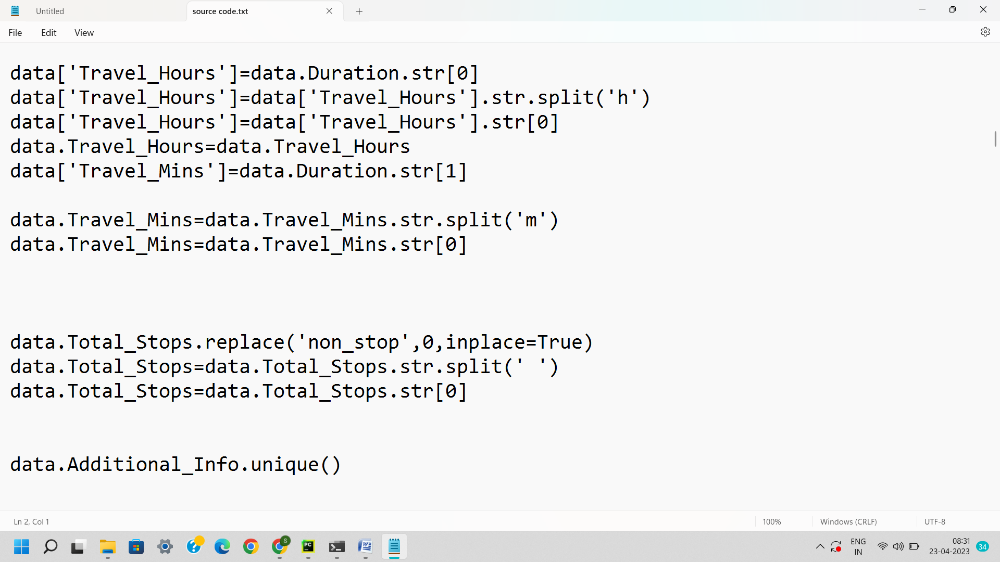 Untitled
source code.txt
File Edit View
data['Travel_Hours']=data.Duration.str[0]
data['Travel_Hours']=data['Travel_Hours'].str.split('h')
data['Travel_Hours']=data['Travel_Hours'].str[0]
data.Travel_Hours=data.Travel_Hours
data['Travel_Mins']=data.Duration.str[1]
data.Travel_Mins=data.Travel_Mins.str.split('m')
data.Travel_Mins=data.Travel_Mins.str[0]
data.Total_Stops.replace('non_stop',0,inplace=True)
data.Total_Stops=data.Total_Stops.str.split(' ')
data.Total_Stops=data.Total_Stops.str[0]
data.Additional_Info.unique()
Ln 2, Col 1
100%
Windows (CRLF)
UTF-8
S
PC
W
ENG
IN
08:31
23-04-2023
34